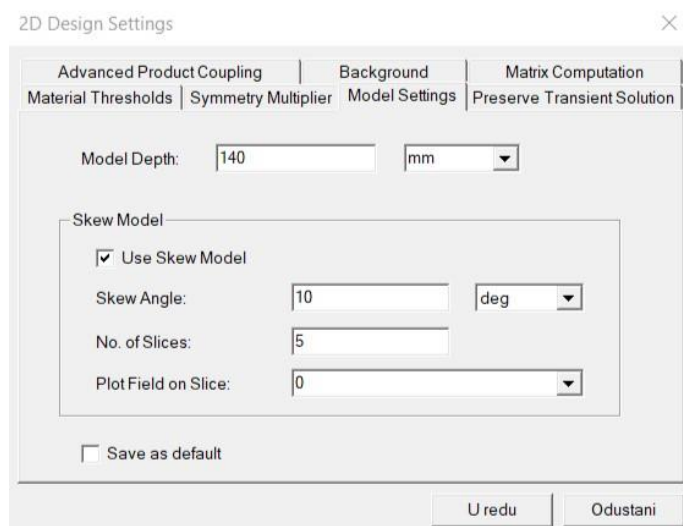 2D Design Settings
Advanced Product Coupling Background Matrix Computation
Material Thresholds Symmetry Multiplier Model Settings Preserve Transient Solution
Model Depth: 140 mm
Skew Model
Use Skew Model
Skew Angle: 10 deg
No. of Slices: 5
Plot Field on Slice: 0
Save as default
U redu Odustani